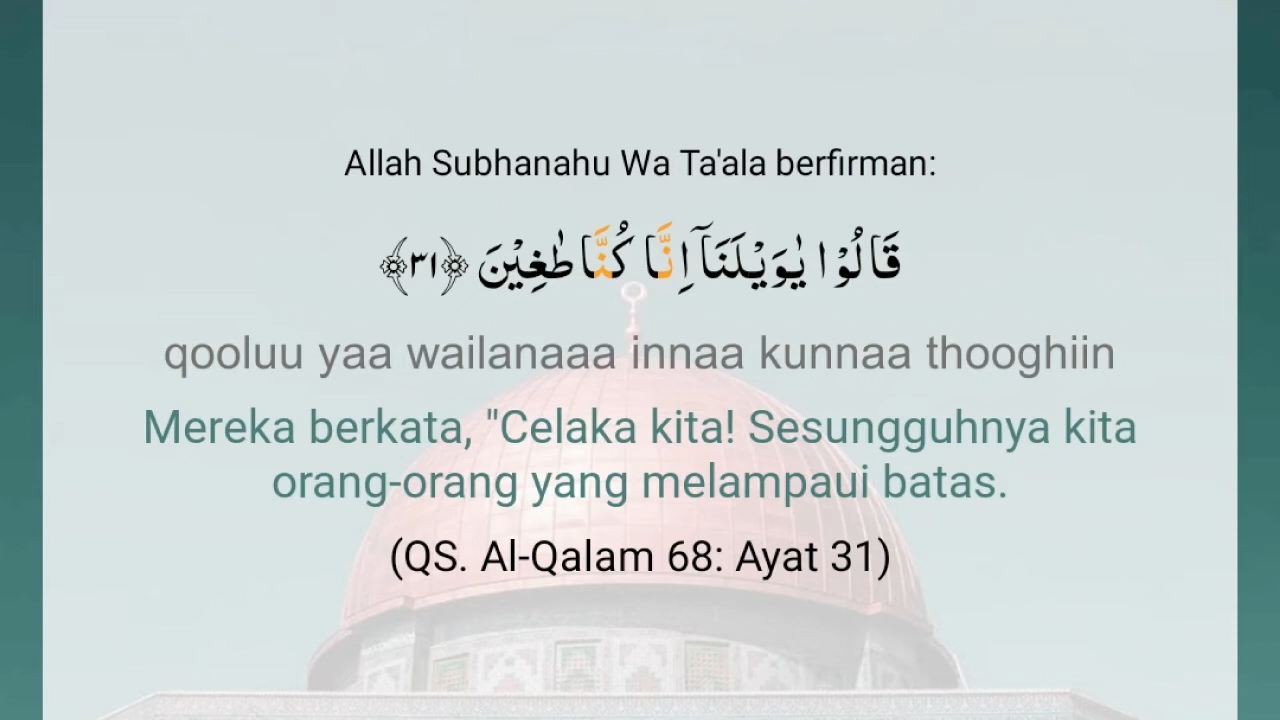 Allah Subhanahu Wa Ta'ala berfirman:
قَالُوْا يٰوَيْلَنَآ اِنَّا كُنَّا طٰغِيْنَ ﴿٣١﴾
qooluu yaa wailanaaa innaa kunnaa thooghiin
Mereka berkata, "Celaka kita! Sesungguhnya kita
orang-orang yang melampaui batas.
(QS. Al-Qalam 68: Ayat 31)